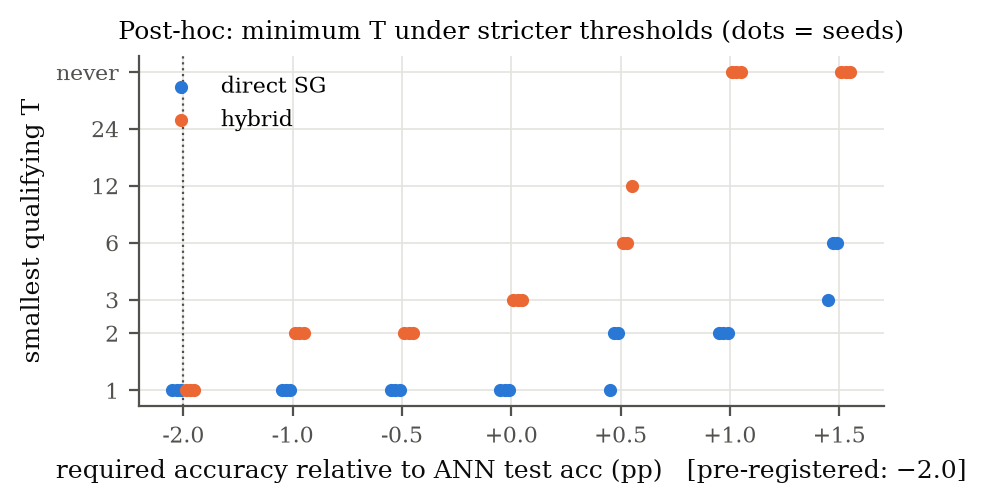 Post-hoc: minimum T under stricter thresholds (dots = seeds)
smallest qualifying T
never
24
12
6
3
2
1
direct SG
hybrid
-2.0
-1.0
-0.5
+0.0
+0.5
+1.0
+1.5
required accuracy relative to ANN test acc (pp)   [pre-registered: −2.0]